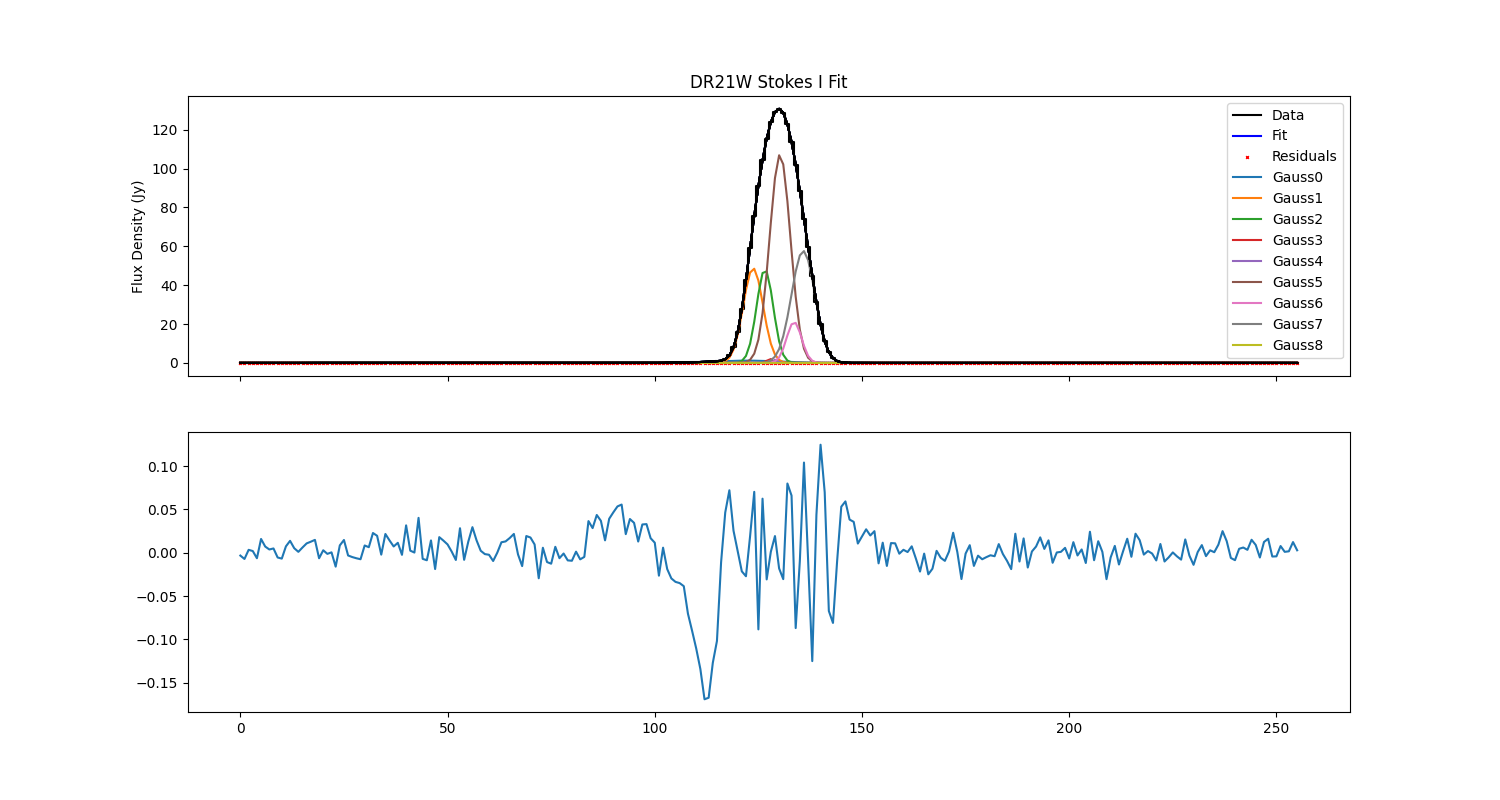 DR21W Stokes I Fit
Flux Density (Jy)
120
100
80
60
40
20
0
Data
Fit
Residuals
Gauss0
Gauss1
Gauss2
Gauss3
Gauss4
Gauss5
Gauss6
Gauss7
Gauss8
0.10
0.05
0.00
−0.05
−0.10
−0.15
0 50 100 150 200 250